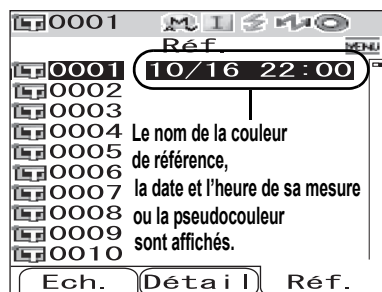 0001 M I
Réf. MENU
0001 10/16 22:00
0002
0003
0004
0005
0006
0007
0008
0009
0010
Le nom de la couleur
de référence,
la date et l'heure de sa mesure
ou la pseudocouleur
sont affichés.
Ech. Détail Réf.